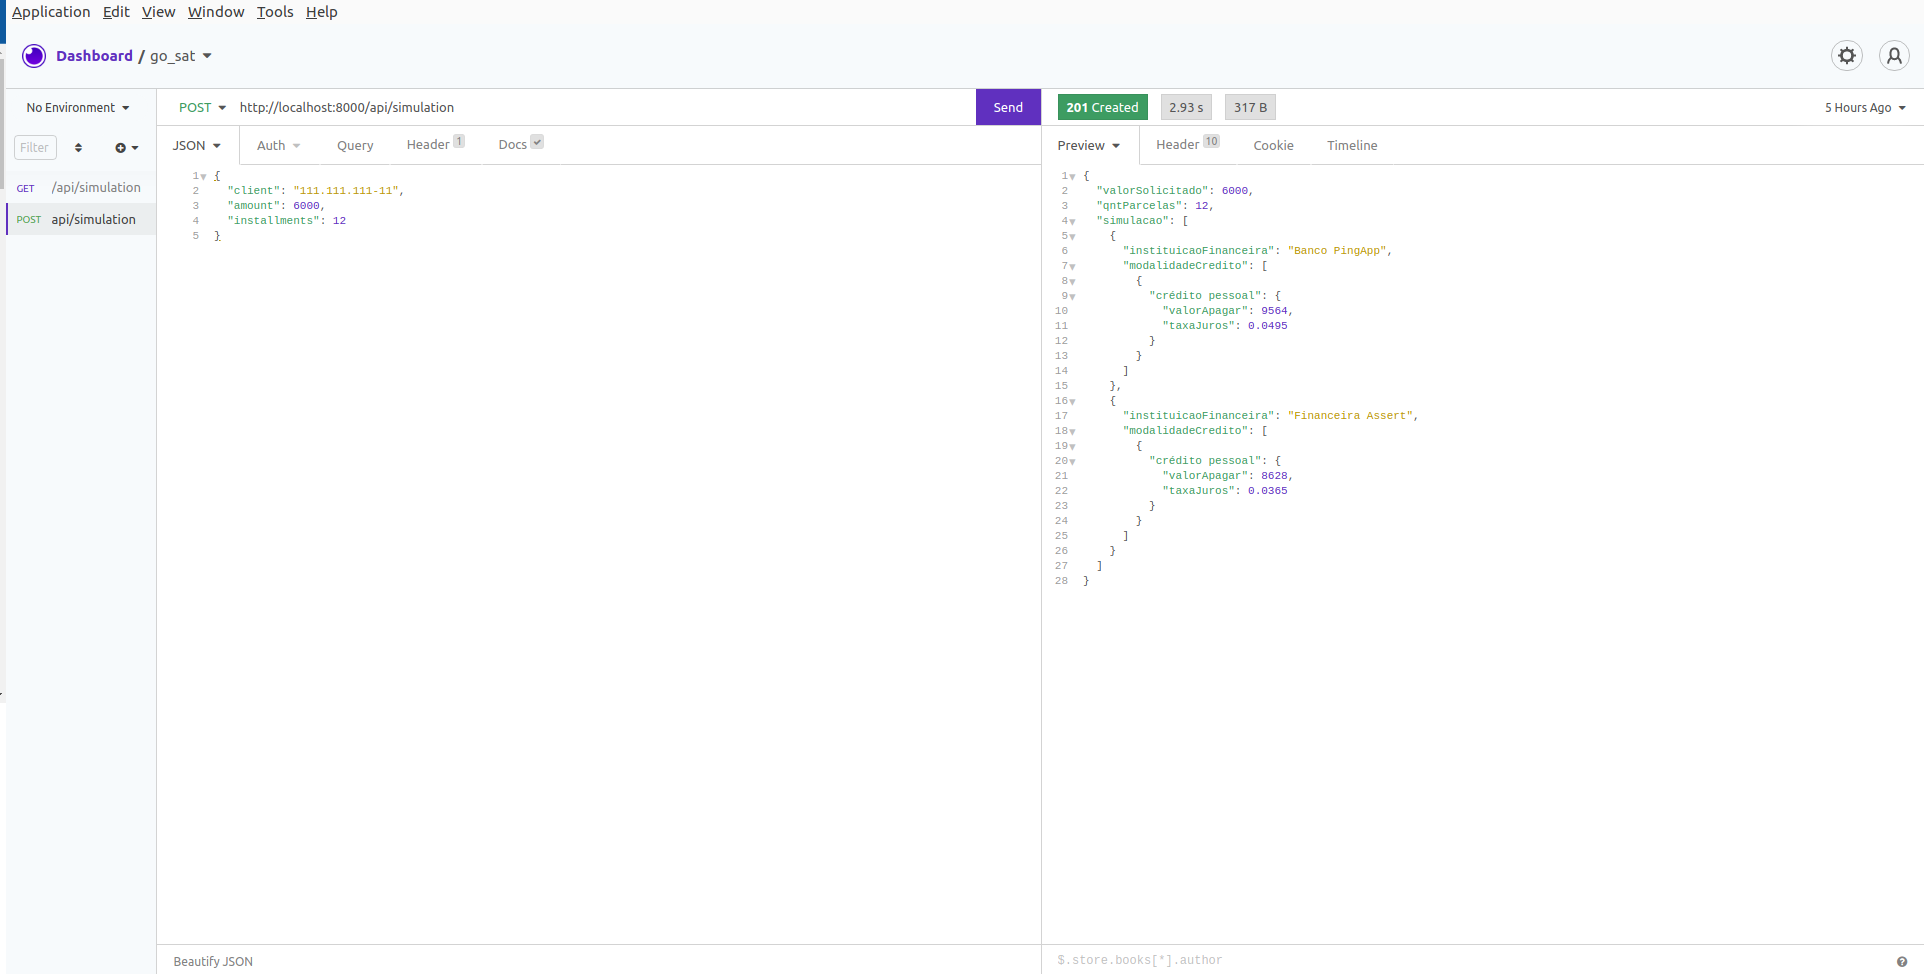 Application Edit View Window Tools Help
Dashboard / go_sat
No Environment
POST http://localhost:8000/api/simulation Send
201 Created 2.93 s 317 B 5 Hours Ago
Filter
GET /api/simulation
POST api/simulation
JSON Auth Query Header 1 Docs
1 {
2 "client": "111.111.111-11",
3 "amount": 6000,
4 "installments": 12
5 }
Beautify JSON
Preview Header 10 Cookie Timeline
1 {
2 "valorSolicitado": 6000,
3 "qntParcelas": 12,
4 "simulacao": [
5 {
6 "instituicaoFinanceira": "Banco PingApp",
7 "modalidadeCredito": [
8 {
9 "crédito pessoal": {
10 "valorApagar": 9564,
11 "taxaJuros": 0.0495
12 }
13 }
14 ]
15 },
16 {
17 "instituicaoFinanceira": "Financeira Assert",
18 "modalidadeCredito": [
19 {
20 "crédito pessoal": {
21 "valorApagar": 8628,
22 "taxaJuros": 0.0365
23 }
24 }
25 ]
26 }
27 ]
28 }
$.store.books[*].author